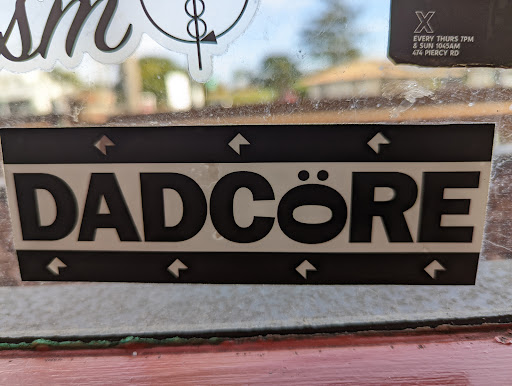 sm
X
EVERY THURS 7PM
& SUN 1045AM
474 PIERCY RD
DADCÖRE